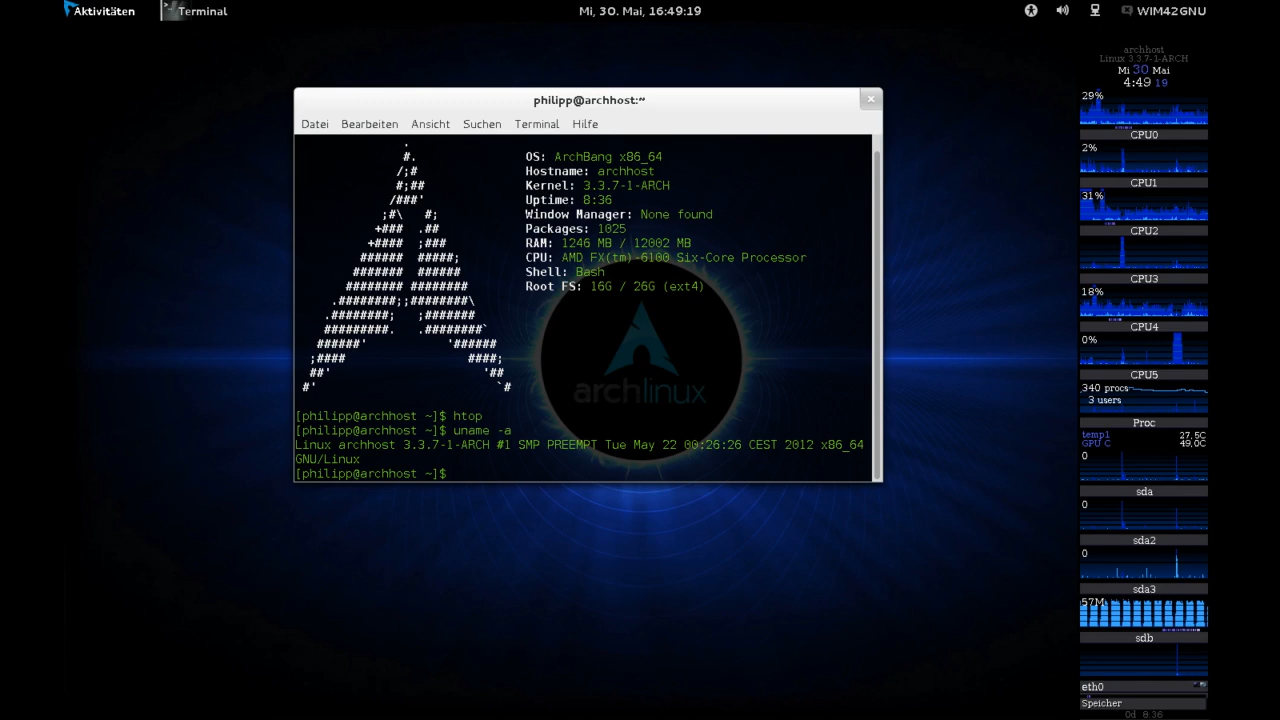 Aktivitäten
Terminal
Mi, 30. Mai, 16:49:19
WIM42GNU
philipp@archhost:~
Datei Bearbeiten Ansicht Suchen Terminal Hilfe
OS: ArchBang x86_64
Hostname: archhost
Kernel: 3.3.7-1-ARCH
Uptime: 8:36
Window Manager: None found
Packages: 1025
RAM: 1246 MB / 12002 MB
CPU: AMD FX(tm)-6100 Six-Core Processor
Shell: Bash
Root FS: 16G / 26G (ext4)
archlinux
[philipp@archhost ~]$ htop
[philipp@archhost ~]$ uname -a
Linux archhost 3.3.7-1-ARCH #1 SMP PREEMPT Tue May 22 00:26:26 CEST 2012 x86_64
GNU/Linux
[philipp@archhost ~]$
archhost
Linux 3.3.7-1-ARCH
Mi 30 Mai
4:49 19
29%
CPU0
2%
CPU1
31%
CPU2
CPU3
18%
CPU4
0%
CPU5
340 procs
3 users
Proc
temp1 27.5C
GPU C 49.0C
0
sda
0
sda2
0
sda3
57M
sdb
eth0
Speicher
0d 8:36